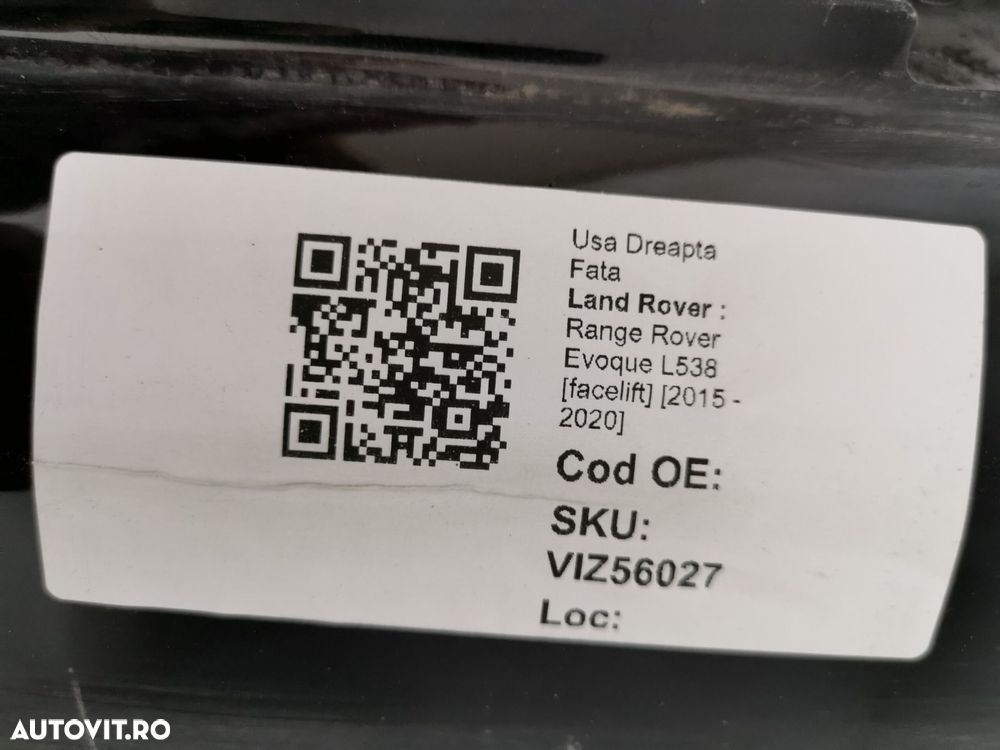 Usa Dreapta
Fata
Land Rover :
Range Rover
Evoque L538
[facelift] [2015 -
2020]
Cod OE:
SKU:
VIZ56027
Loc:
AUTOVIT.RO